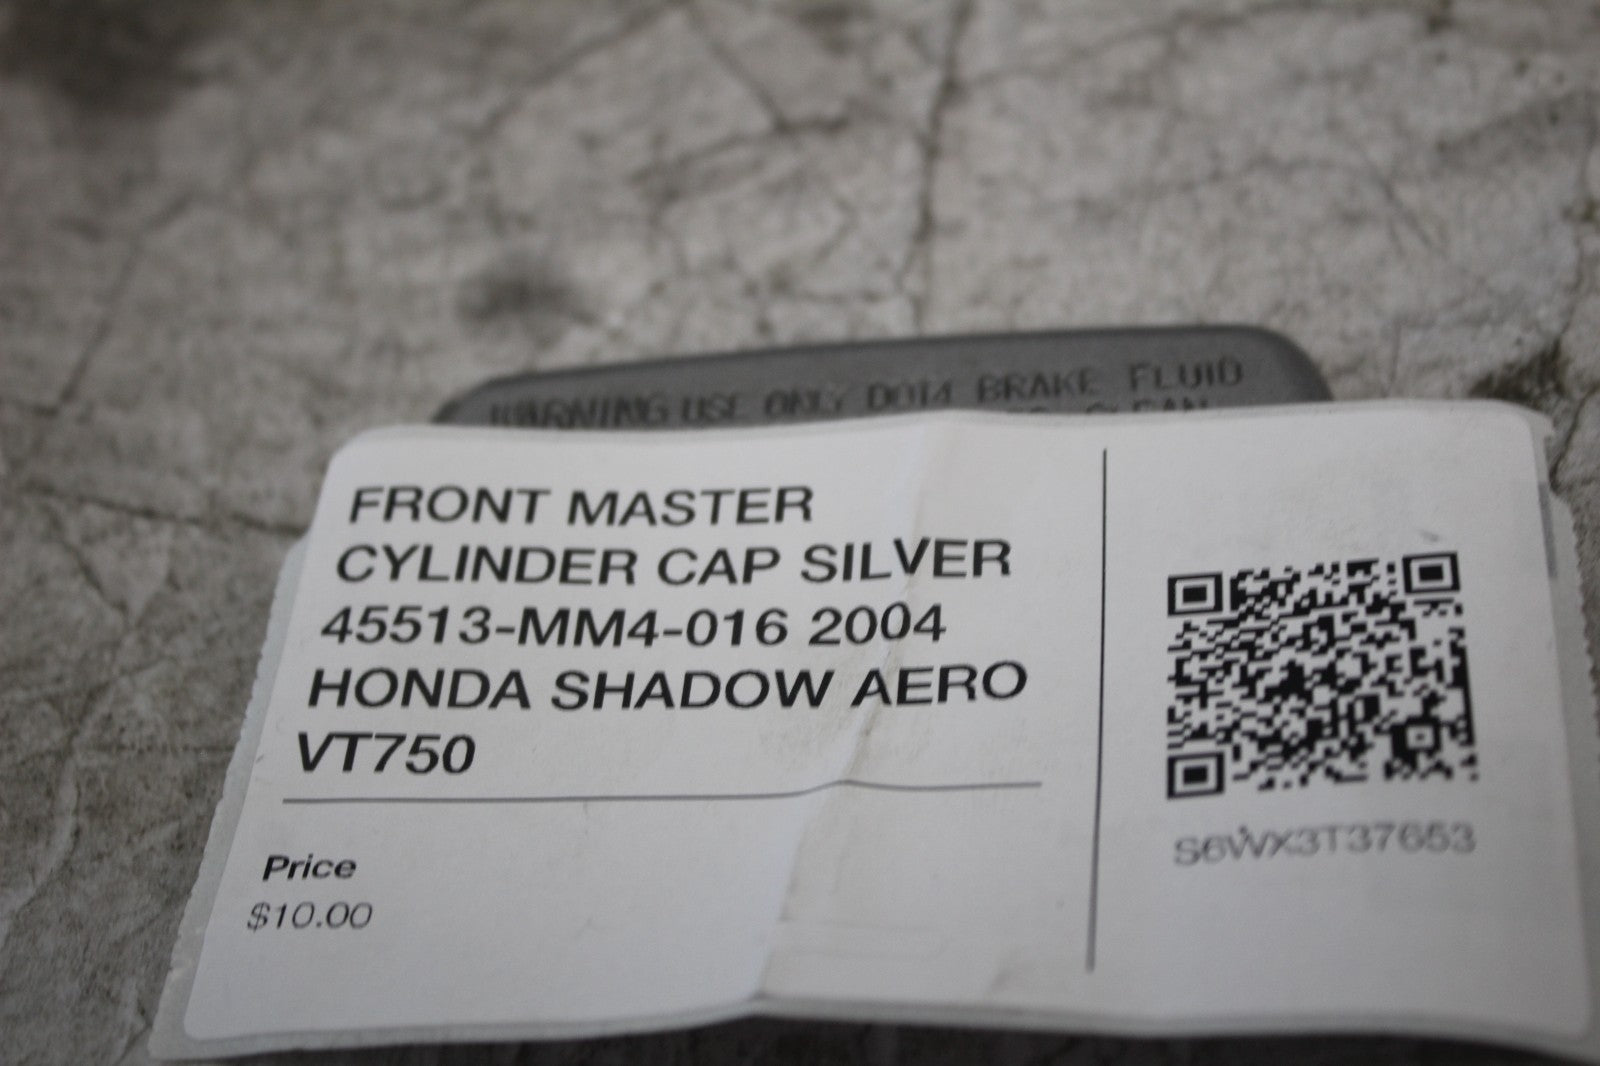 WARNING USE ONLY DOT4 BRAKE FLUID
CLEAN
FRONT MASTER
CYLINDER CAP SILVER
45513-MM4-016 2004
HONDA SHADOW AERO
VT750
Price
$10.00
S6WX3T37653